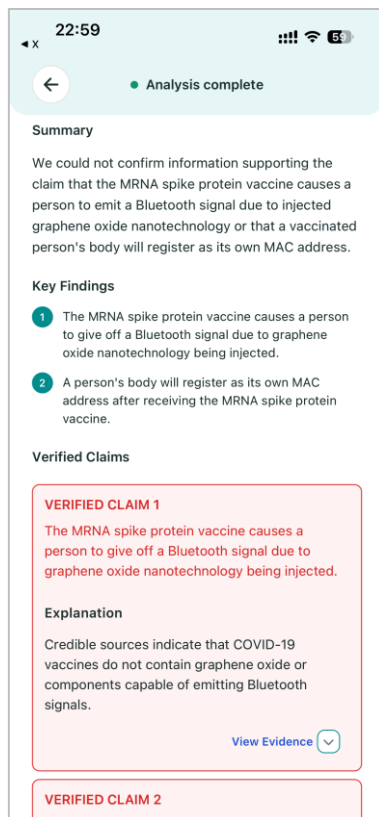 22:59
59
◀ X
Analysis complete
Summary
We could not confirm information supporting the
claim that the MRNA spike protein vaccine causes a
person to emit a Bluetooth signal due to injected
graphene oxide nanotechnology or that a vaccinated
person's body will register as its own MAC address.
Key Findings
1 The MRNA spike protein vaccine causes a person
to give off a Bluetooth signal due to graphene
oxide nanotechnology being injected.
2 A person's body will register as its own MAC
address after receiving the MRNA spike protein
vaccine.
Verified Claims
VERIFIED CLAIM 1
The MRNA spike protein vaccine causes a
person to give off a Bluetooth signal due to
graphene oxide nanotechnology being injected.
Explanation
Credible sources indicate that COVID-19
vaccines do not contain graphene oxide or
components capable of emitting Bluetooth
signals.
View Evidence
VERIFIED CLAIM 2